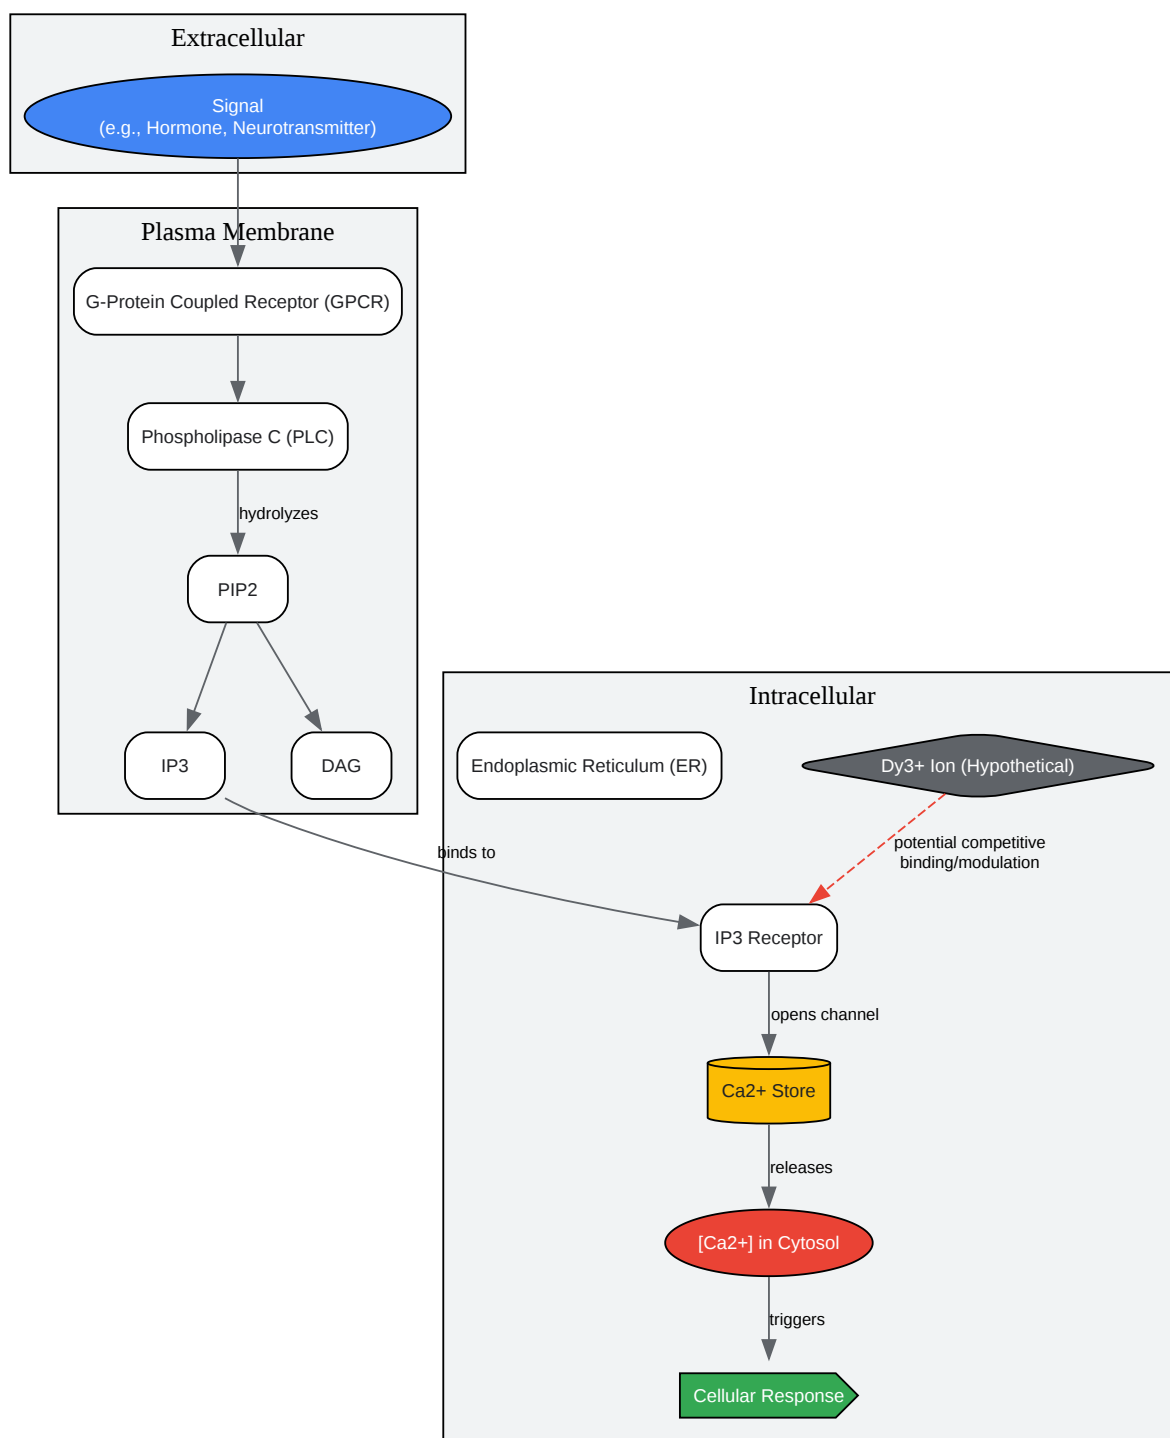 Extracellular
Signal
(e.g., Hormone, Neurotransmitter)
Plasma Membrane
G-Protein Coupled Receptor (GPCR)
Phospholipase C (PLC)
hydrolyzes
PIP2
IP3
DAG
Intracellular
Endoplasmic Reticulum (ER)
Dy3+ Ion (Hypothetical)
binds to
potential competitive
binding/modulation
IP3 Receptor
opens channel
Ca2+ Store
releases
[Ca2+] in Cytosol
triggers
Cellular Response